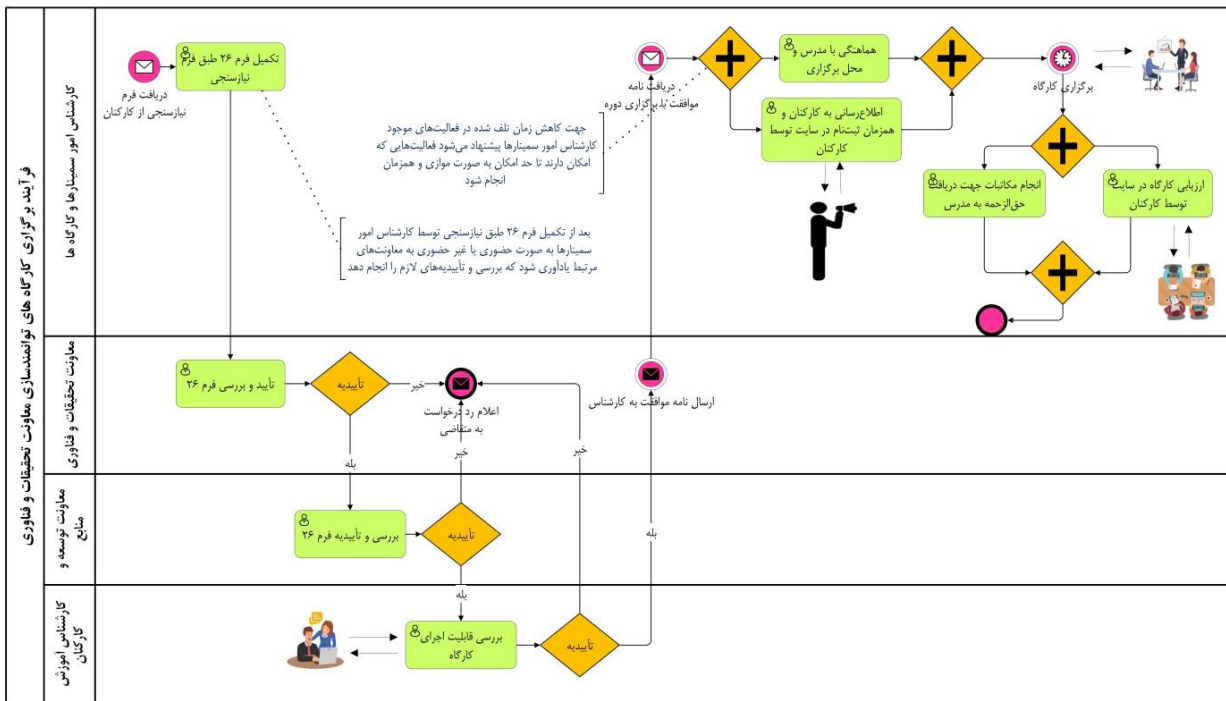 فرآیند برگزاری کارگاه های توانمندسازی معاونت تحقیقات و فناوری
کارشناس امور سمینارها و کارگاه ها
دریافت فرم
نیازسنجی از کارکنان
تکمیل فرم ۲۶ طبق فرم
نیازسنجی
جهت کاهش زمان تلف شده در فعالیت‌های موجود
کارشناس امور سمینارها پیشنهاد می‌شود فعالیت‌هایی که
امکان دارند تا حد امکان به صورت موازی و همزمان
انجام شود
بعد از تکمیل فرم ۲۶ طبق نیازسنجی توسط کارشناس امور
سمینارها به صورت حضوری یا غیر حضوری به معاونت‌های
مرتبط یادآوری شود که بررسی و تأییدیه‌های لازم را انجام دهد
دریافت نامه
موافقت با برگزاری دوره
هماهنگی با مدرس و
محل برگزاری
اطلاع‌رسانی به کارکنان و
همزمان ثبت‌نام در سایت توسط
کارکنان
برگزاری کارگاه
انجام مکاتبات جهت دریافت
حق‌الزحمه به مدرس
ارزیابی کارگاه در سایت
توسط کارکنان
معاونت تحقیقات و فناوری
تأیید و بررسی فرم ۲۶
تأییدیه
خیر
بله
اعلام رد درخواست
به متقاضی
خیر
خیر
ارسال نامه موافقت به کارشناس
معاونت توسعه و
منابع
بررسی و تأییدیه فرم ۲۶
تأییدیه
بله
بله
کارشناس آموزش
کارکنان
بررسی قابلیت اجرای
کارگاه
تأییدیه